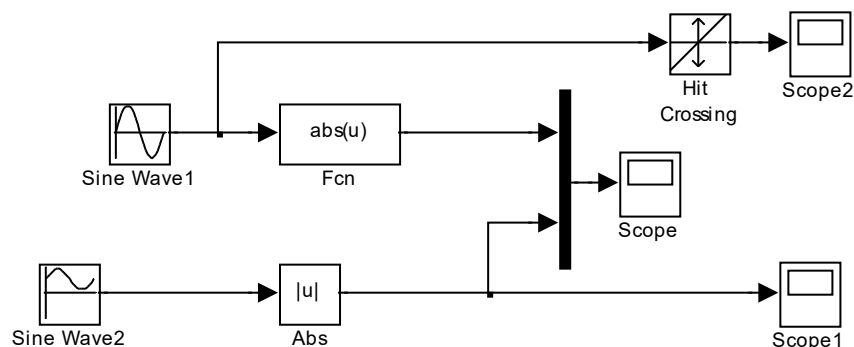 Hit
Crossing
Scope2
abs(u)
Sine Wave1
Fcn
Scope
|u|
Sine Wave2
Abs
Scope1